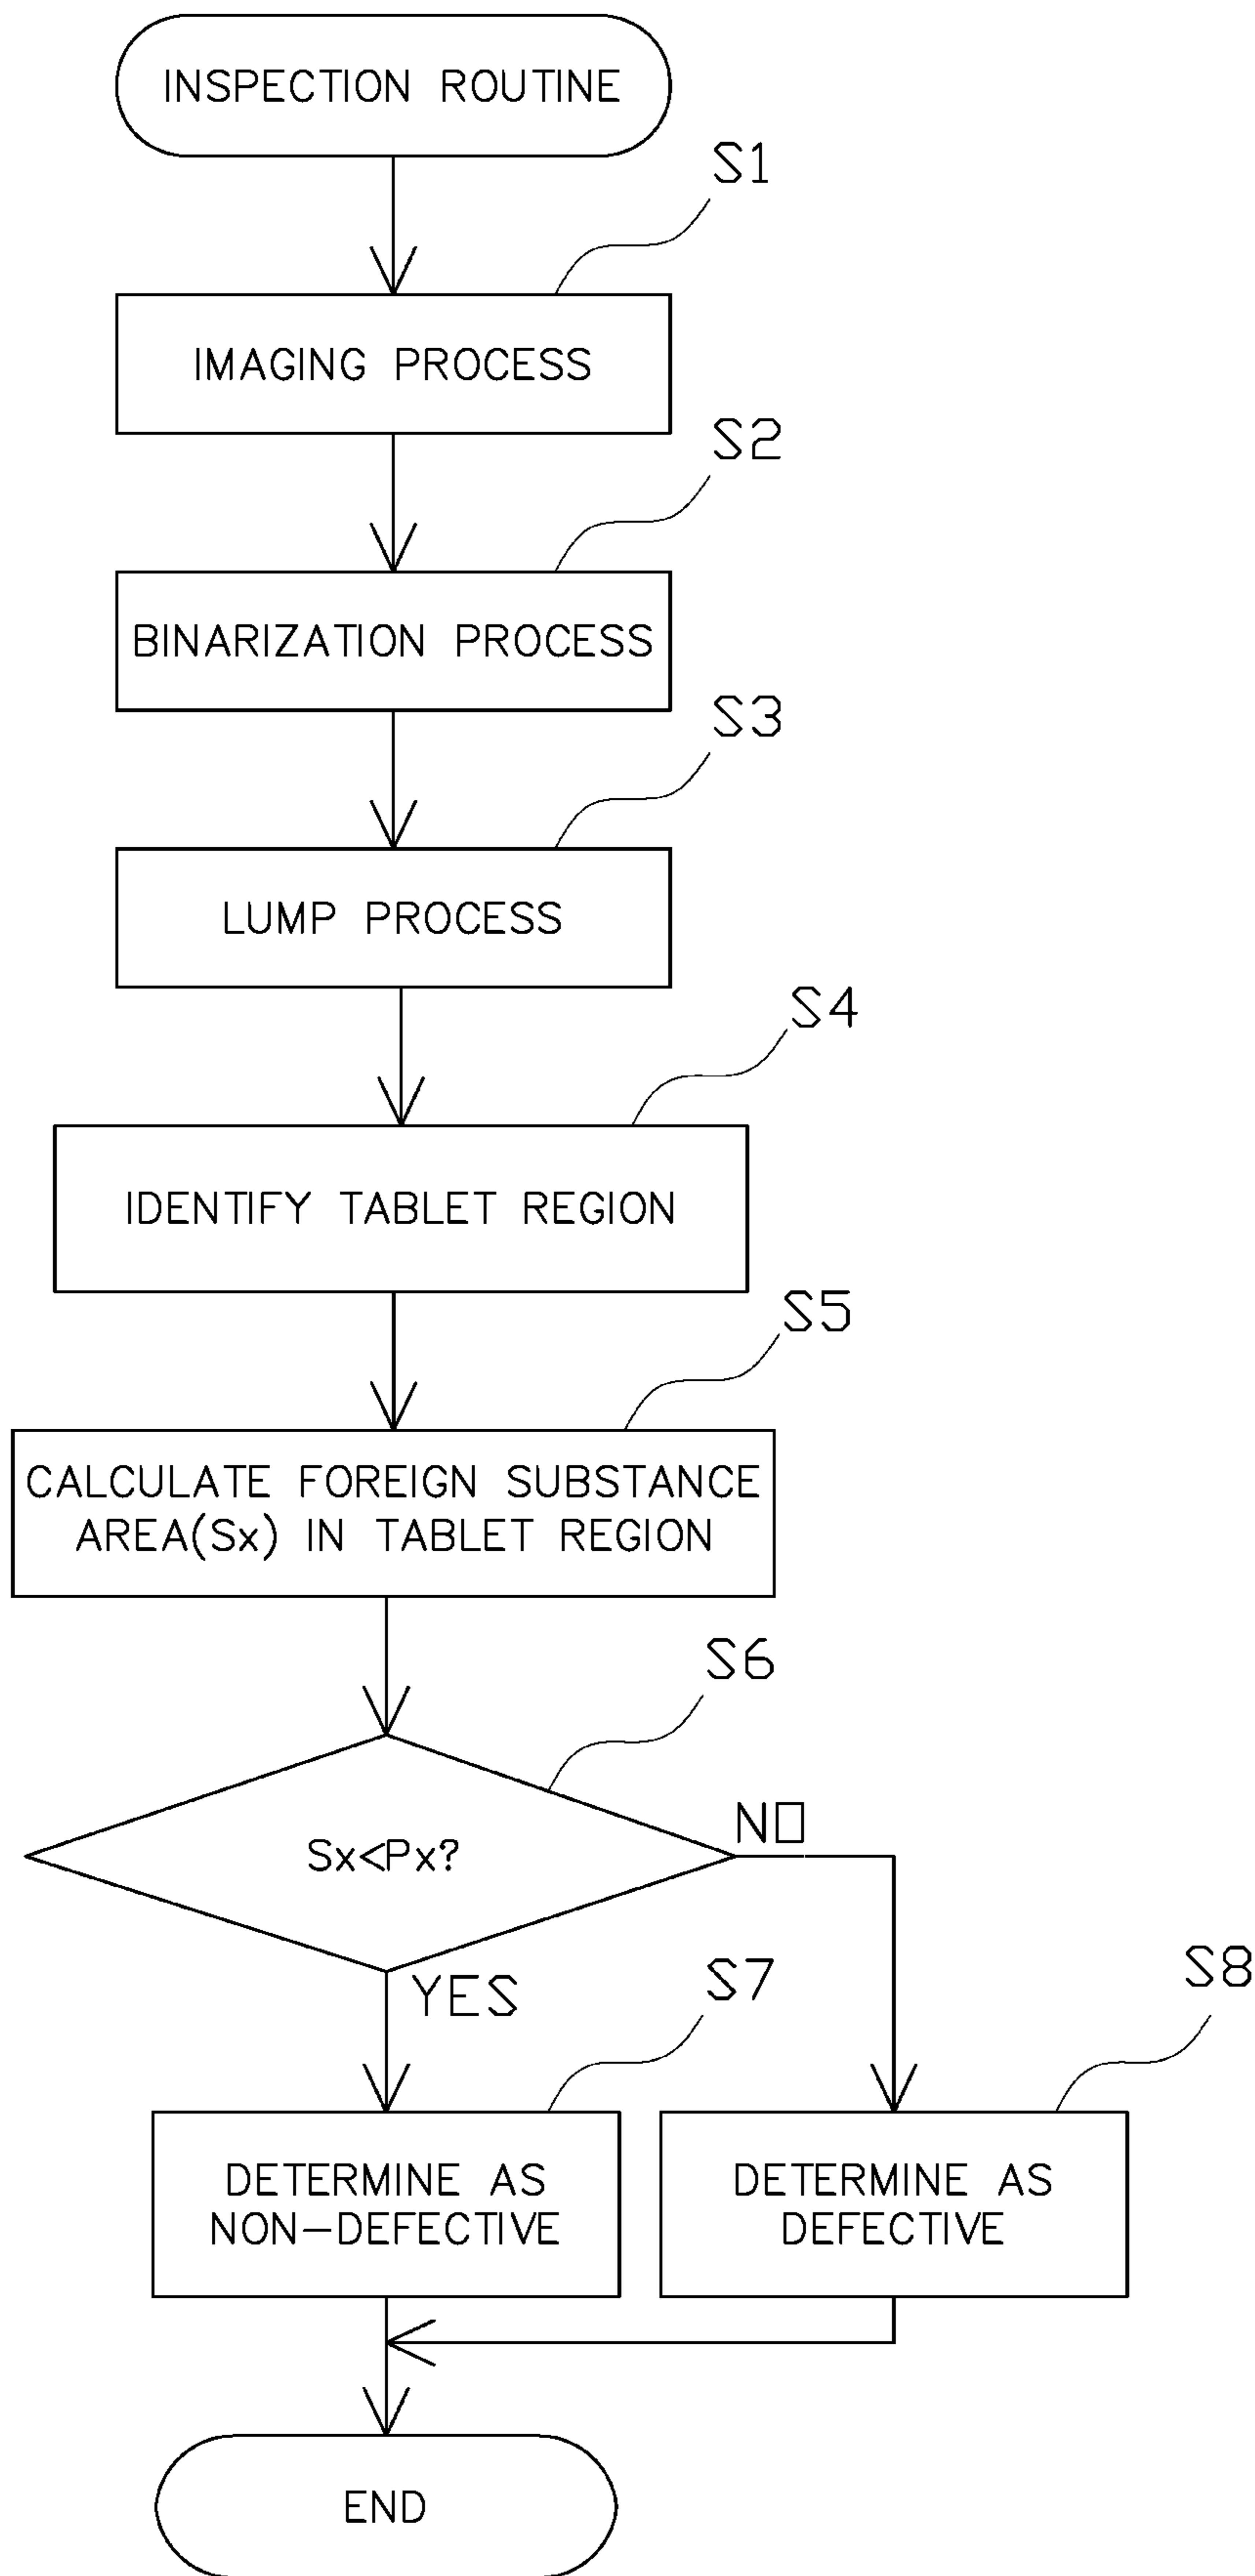 INSPECTION ROUTINE
S1
IMAGING PROCESS
S2
BINARIZATION PROCESS
S3
LUMP PROCESS
S4
IDENTIFY TABLET REGION
S5
CALCULATE FOREIGN SUBSTANCE
AREA(Sx) IN TABLET REGION
S6
Sx<Px?
NO
YES
S7
S8
DETERMINE AS
NON-DEFECTIVE
DETERMINE AS
DEFECTIVE
END